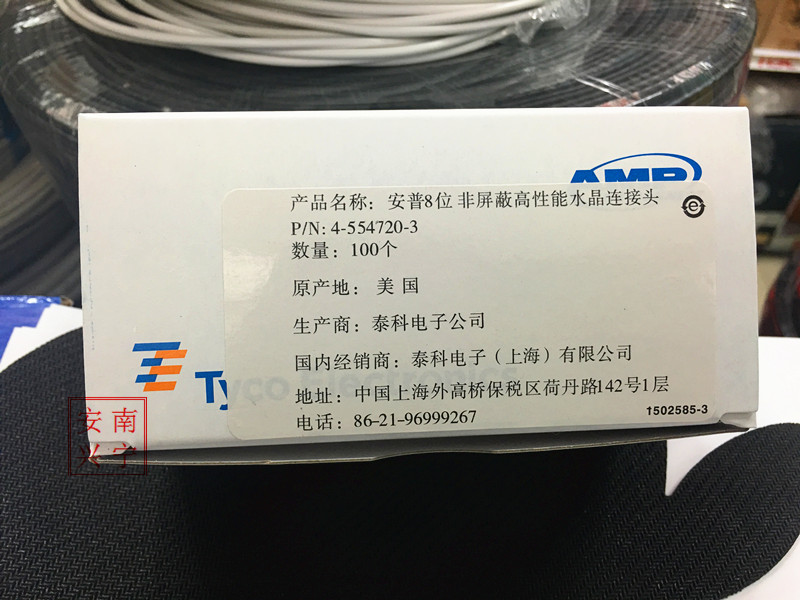 AMP
产品名称：安普8位 非屏蔽高性能水晶连接头
P/N: 4-554720-3
数量：100个
原产地： 美 国
生产商：泰科电子公司
国内经销商：泰科电子（上海）有限公司
地址：中国上海外高桥保税区荷丹路142号1层
电话：86-21-96999267
1502585-3
Tyco Electronics
安南
兴宁